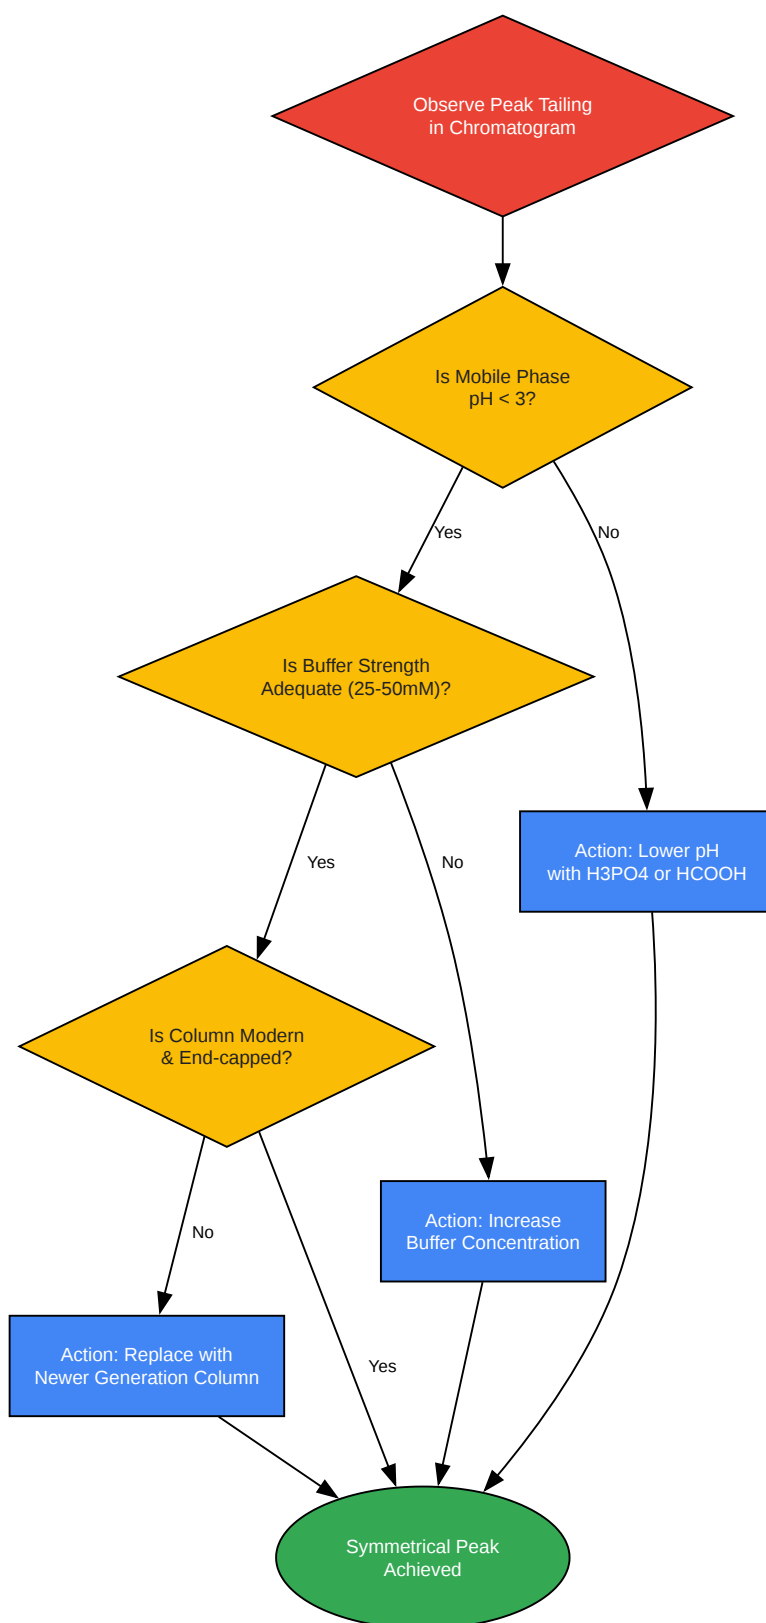 Observe Peak Tailing
in Chromatogram
Is Mobile Phase
pH < 3?
Yes
No
Is Buffer Strength
Adequate (25-50mM)?
Yes
No
Action: Lower pH
with H3PO4 or HCOOH
Is Column Modern
& End-capped?
No
Yes
Action: Increase
Buffer Concentration
Action: Replace with
Newer Generation Column
Symmetrical Peak
Achieved